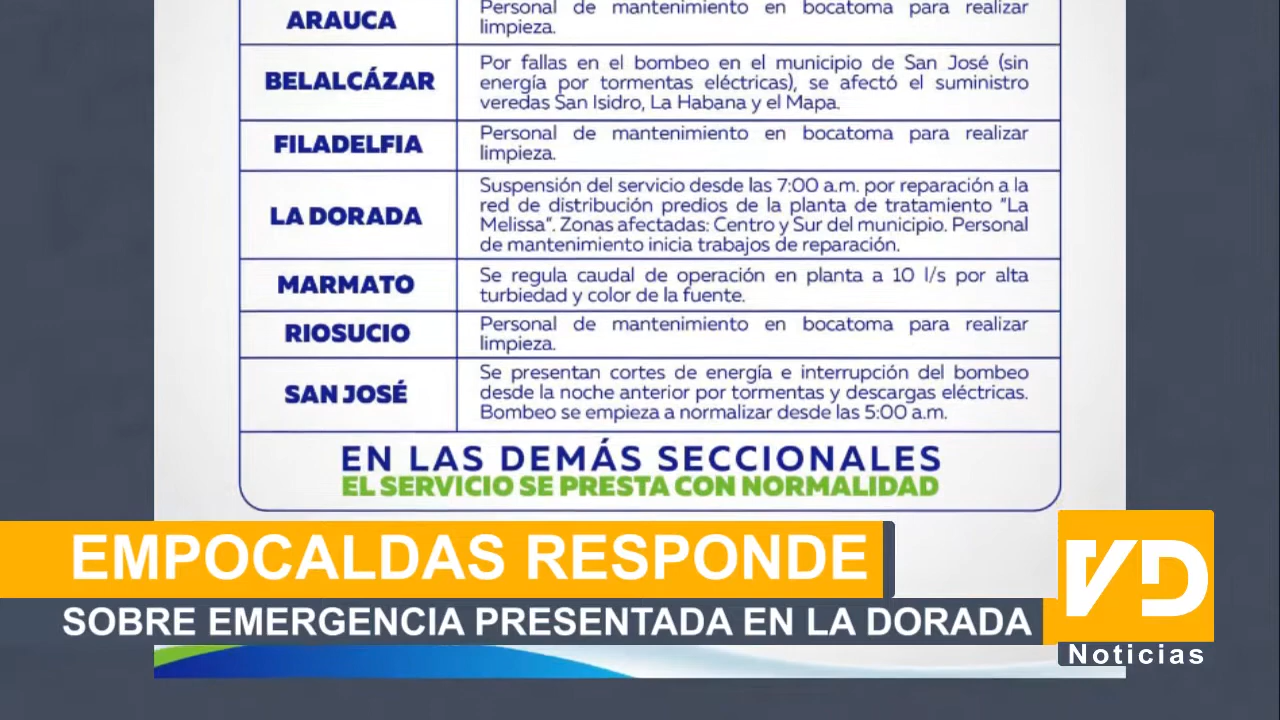 ARAUCA
Personal de mantenimiento en bocatoma para realizar
limpieza.
BELALCÁZAR
Por fallas en el bombeo en el municipio de San José (sin
energía por tormentas eléctricas), se afectó el suministro
veredas San Isidro, La Habana y el Mapa.
FILADELFIA
Personal de mantenimiento en bocatoma para realizar
limpieza.
LA DORADA
Suspensión del servicio desde las 7:00 a.m. por reparación a la
red de distribución predios de la planta de tratamiento "La
Melissa". Zonas afectadas: Centro y Sur del municipio. Personal
de mantenimiento inicia trabajos de reparación.
MARMATO
Se regula caudal de operación en planta a 10 l/s por alta
turbiedad y color de la fuente.
RIOSUCIO
Personal de mantenimiento en bocatoma para realizar
limpieza.
SAN JOSÉ
Se presentan cortes de energía e interrupción del bombeo
desde la noche anterior por tormentas y descargas eléctricas.
Bombeo se empieza a normalizar desde las 5:00 a.m.
EN LAS DEMÁS SECCIONALES
EL SERVICIO SE PRESTA CON NORMALIDAD
EMPOCALDAS RESPONDE
SOBRE EMERGENCIA PRESENTADA EN LA DORADA
VD
Noticias